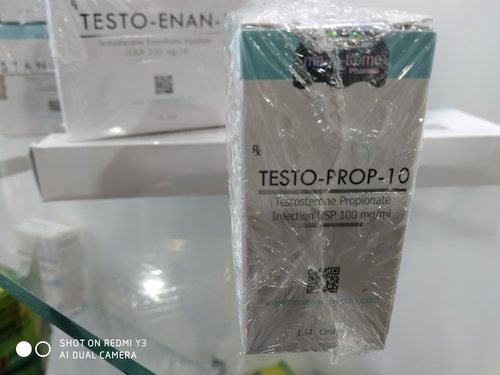 ℞
TESTO-ENAN-
Testosterone Enanthate Injection
USP 250 mg/ml
STAN-
Pharma
℞
TESTO-PROP-10
Testosterone Propionate
Injection USP 100 mg/ml
I.M. Only
SHOT ON REDMI Y3
AI DUAL CAMERA